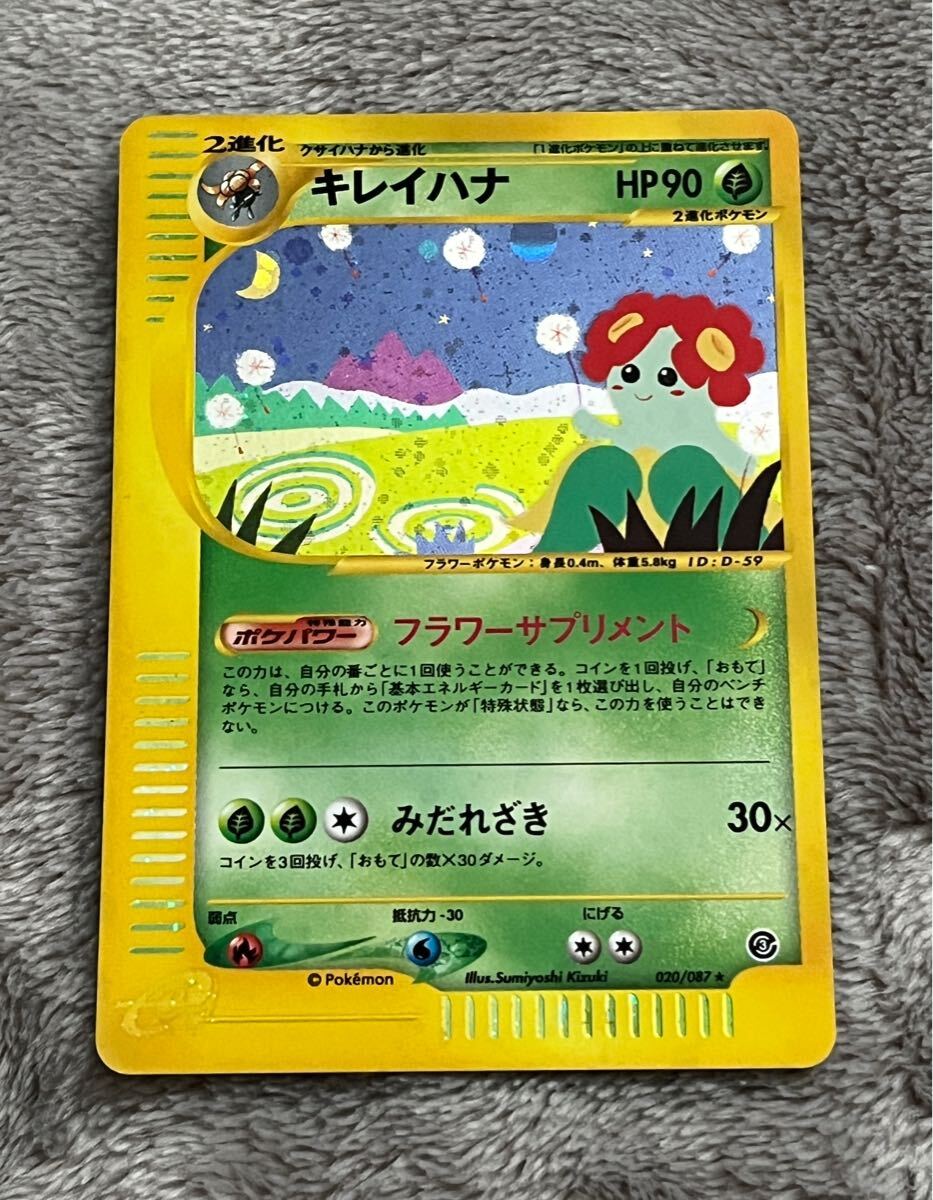 2進化
クサイハナから進化
「1進化ポケモン」の上に重ねて進化させます。
キレイハナ HP90
2進化ポケモン
フラワーポケモン：身長0.4m、体重5.8kg ID:D-59
特殊能力
ポケパワー フラワーサプリメント
この力は、自分の番ごとに1回使うことができる。コインを1回投げ、「おもて」
なら、自分の手札から「基本エネルギーカード」を1枚選び出し、自分のベンチ
ポケモンにつける。このポケモンが「特殊状態」なら、この力を使うことはでき
ない。
みだれざき 30×
コインを3回投げ、「おもて」の数×30ダメージ。
弱点 抵抗力 -30 にげる
3
©Pokémon Illus.Sumiyoshi Kizuki 020/087★